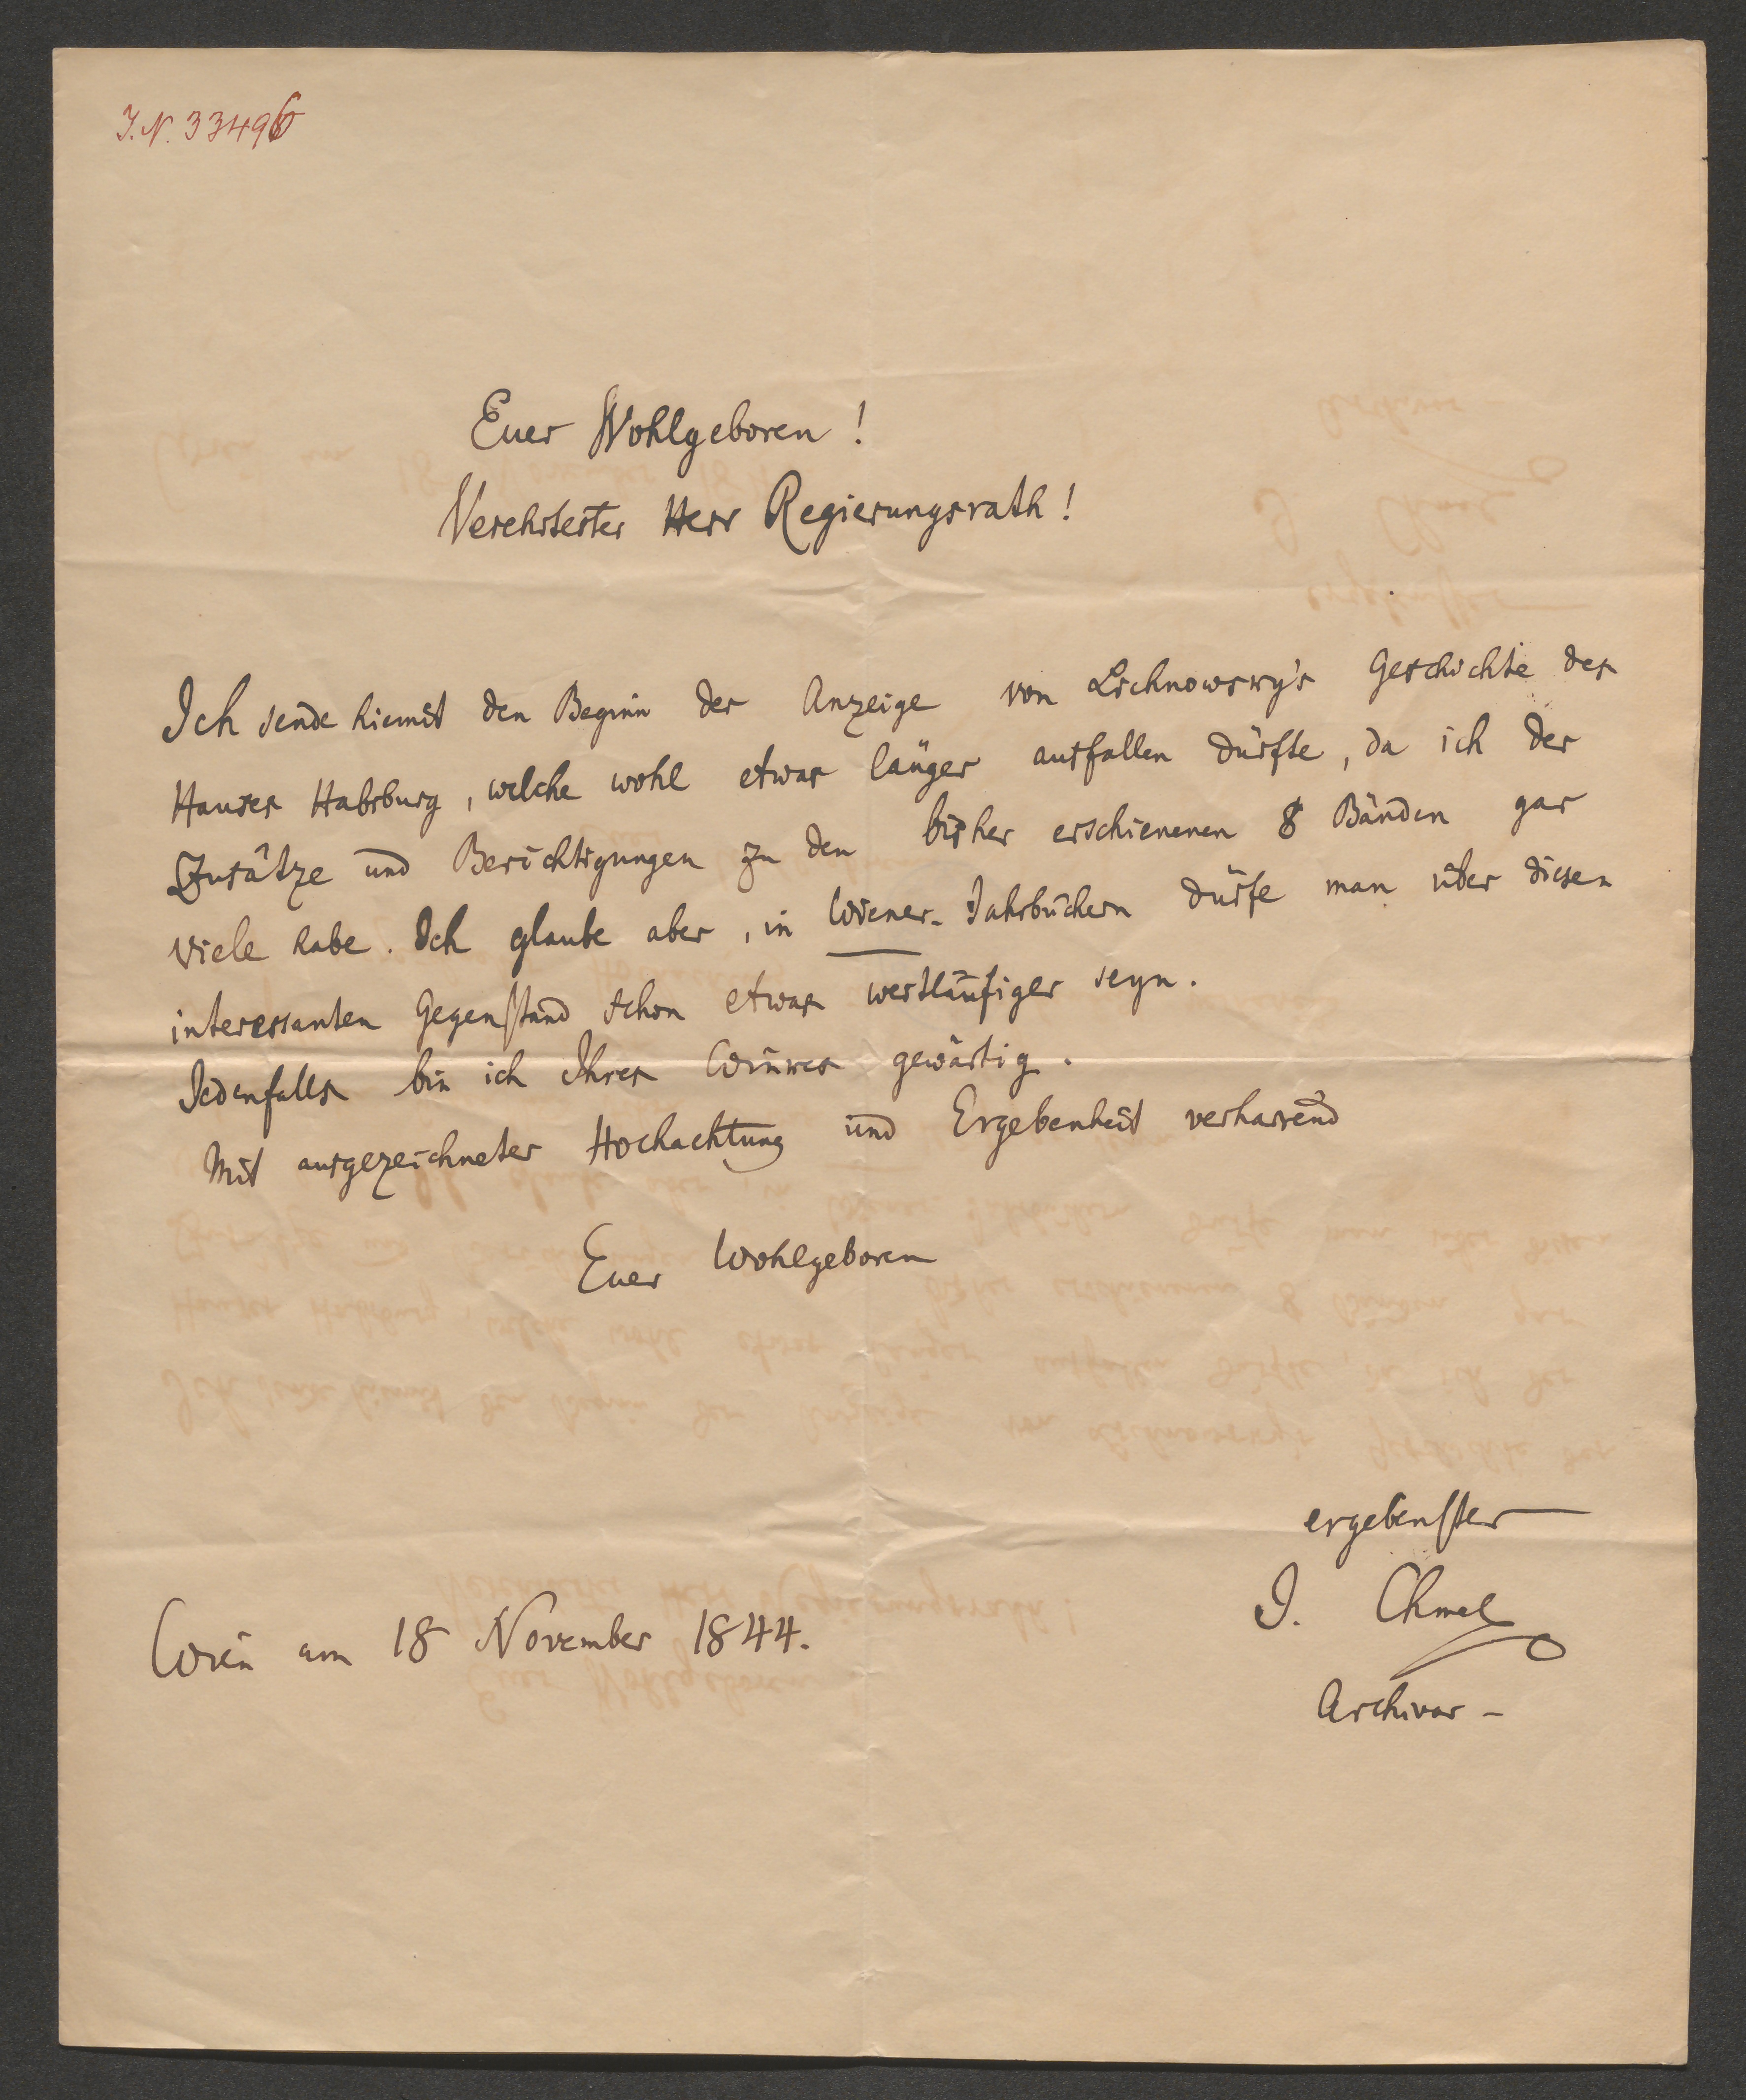 J. N. 33496
Euer Wohlgeboren!
Verehrtester Herr Regierungsrath!
Ich sende hiemit den Beginn der Anzeige von Lichnowsky's Geschichte des
Hauses Habsburg, welche wohl etwas länger ausfallen dürfte, da ich der
Zusätze und Berichtigungen zu den bisher erschienenen 8 Bänden gar
viele habe. Ich glaube aber, in Wiener-Jahrbüchern dürfe man über diesen
interessanten Gegenstand schon etwas weitläufiger seyn.
Jedenfalls bin ich Ihres Winkes gewärtig.
Mit ausgezeichneter Hochachtung und Ergebenheit verharrend
Euer Wohlgeboren
ergebenster
J. Chmel
Wien am 18 November 1844.
Archivar -